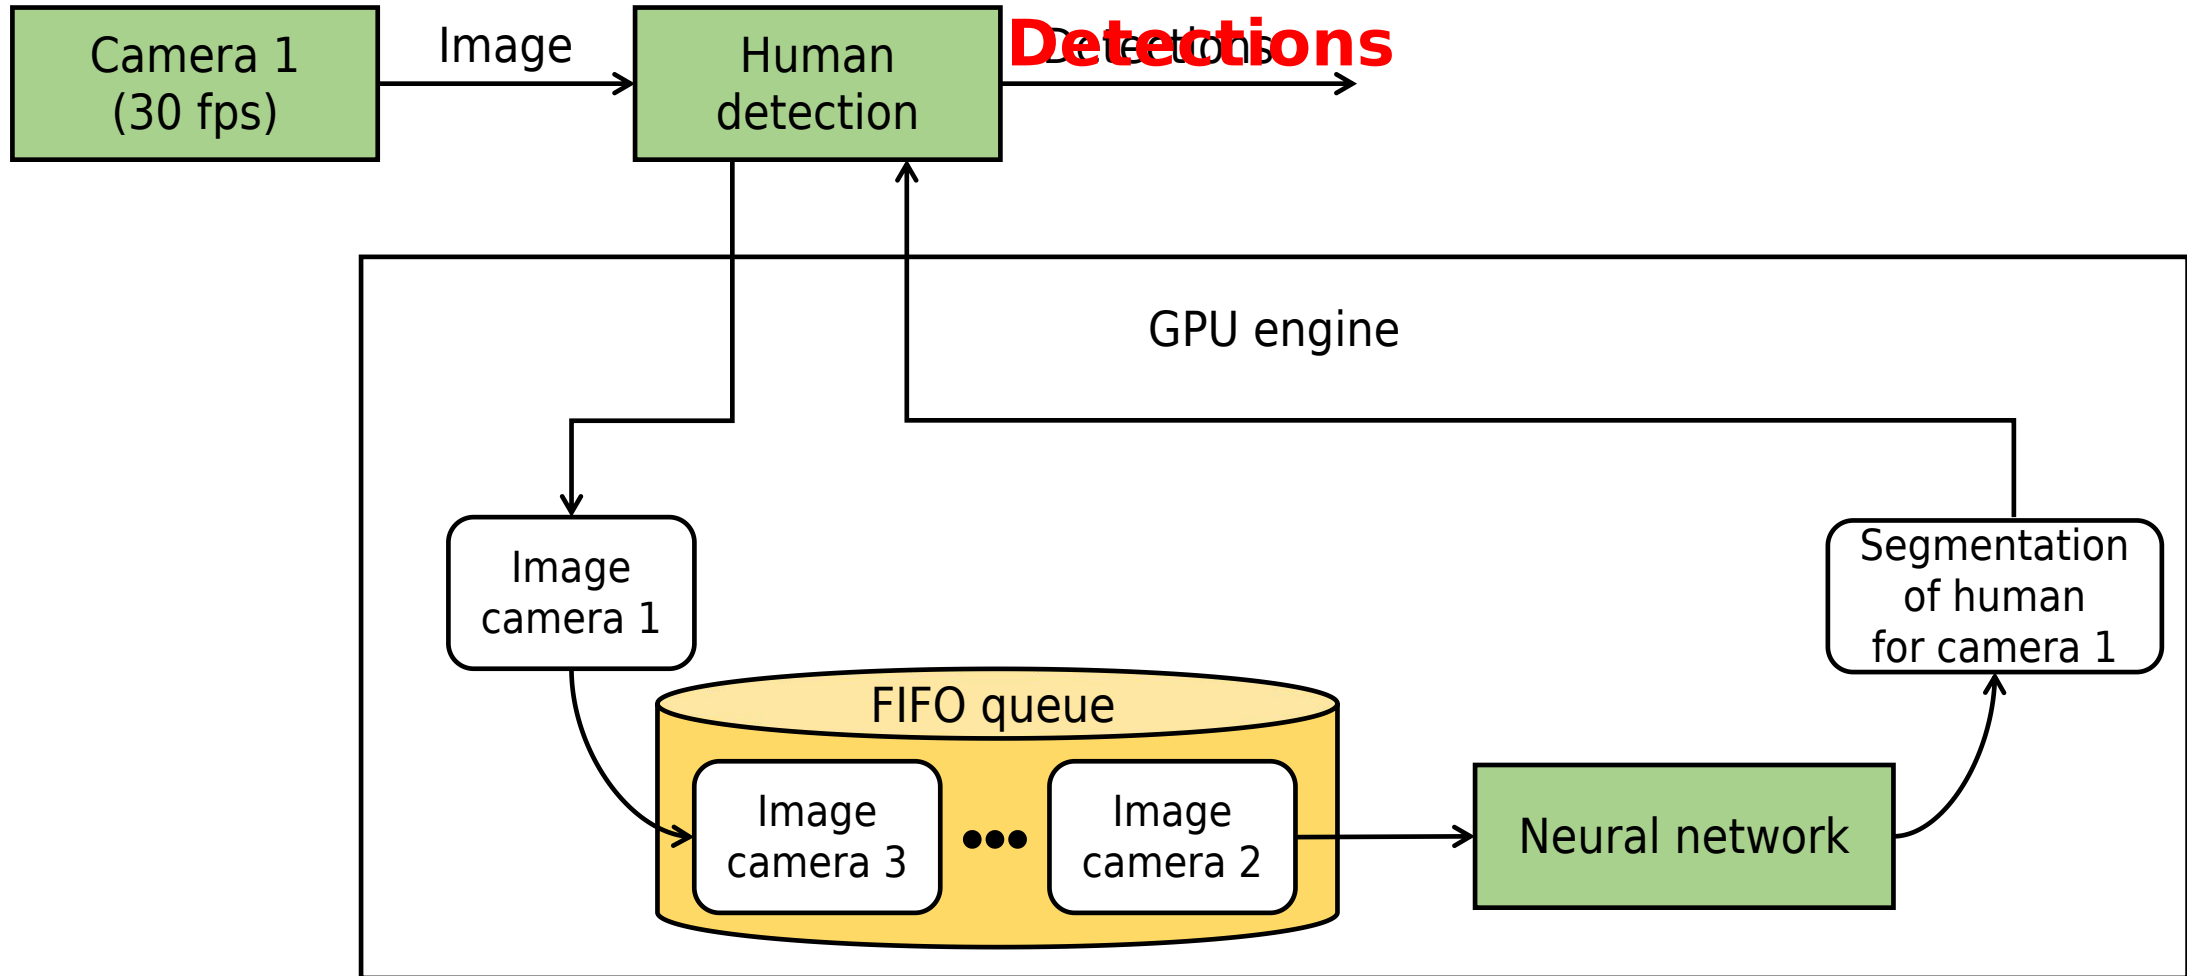 Camera 1
(30 fps)
Image
Human
detection
Detections
Detections
GPU engine
Image
camera 1
Segmentation
of human
for camera 1
FIFO queue
Image
camera 3
Image
camera 2
Neural network